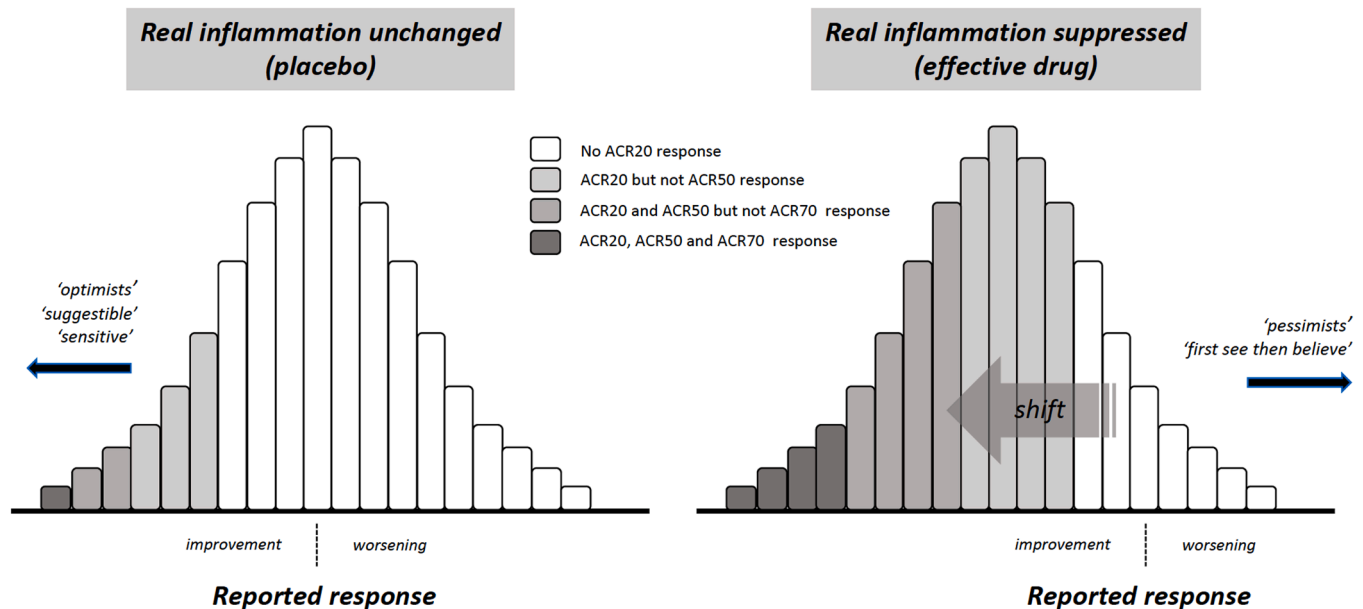 Real inflammation unchanged
(placebo)
Real inflammation suppressed
(effective drug)
No ACR20 response
ACR20 but not ACR50 response
ACR20 and ACR50 but not ACR70 response
ACR20, ACR50 and ACR70 response
‘optimists’
‘suggestible’
‘sensitive’
‘pessimists’
‘first see then believe’
shift
improvement
worsening
improvement
worsening
Reported response
Reported response